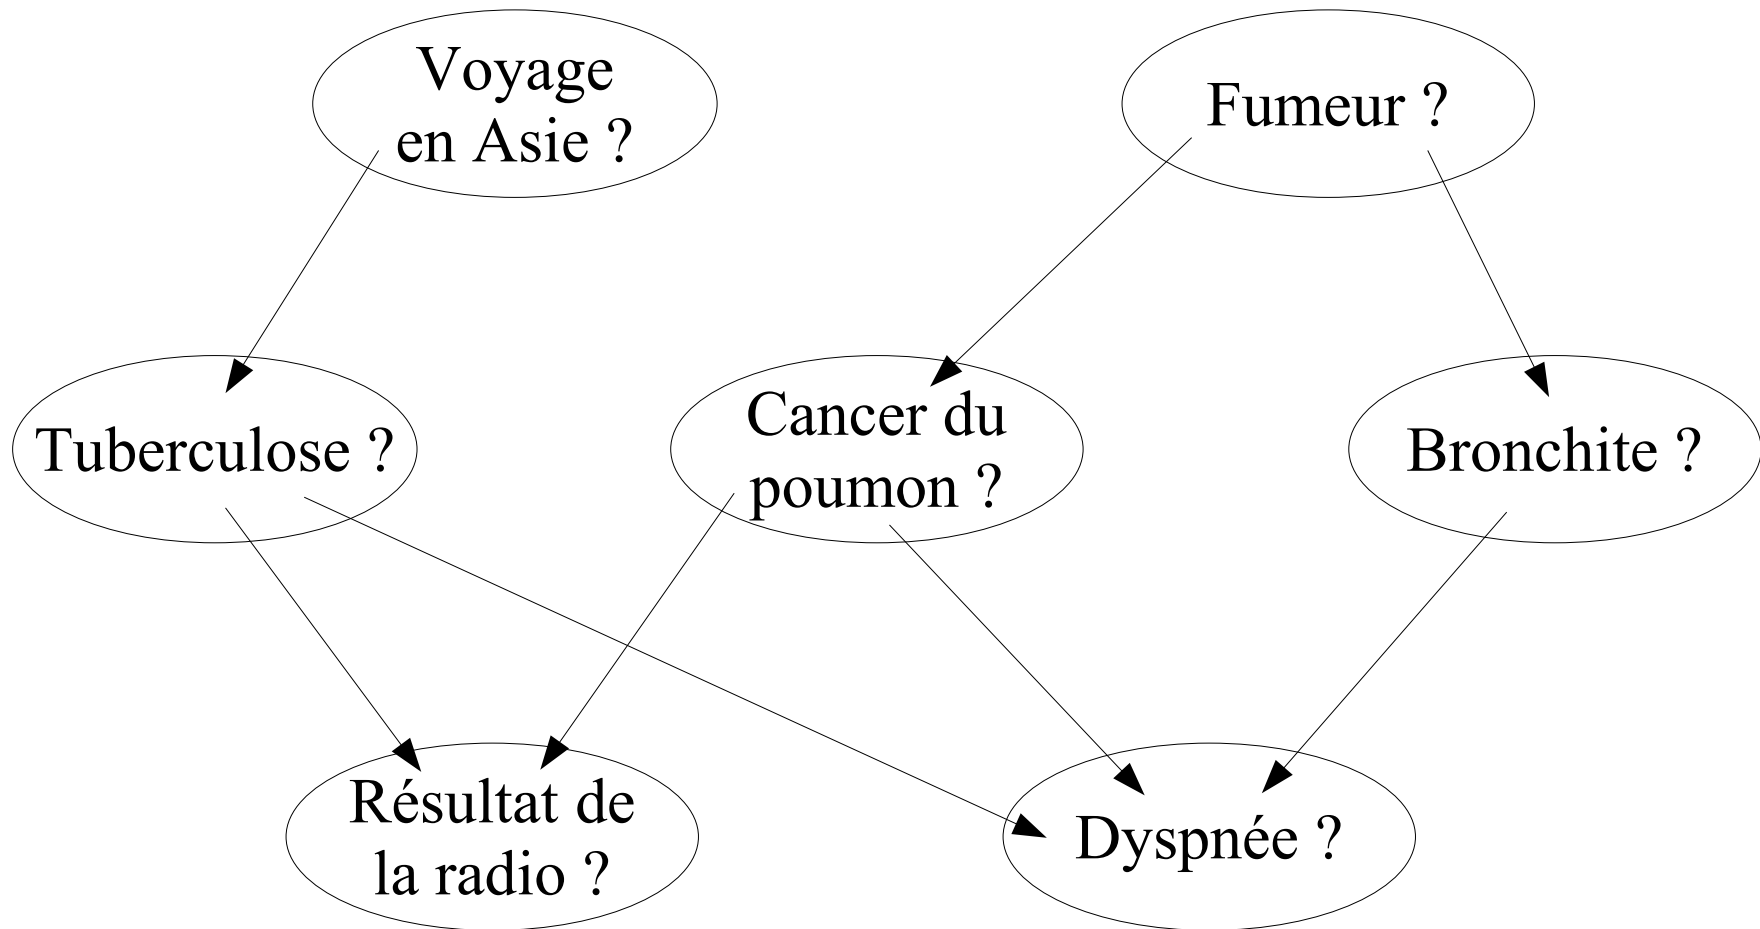 Voyage
en Asie ?
Fumeur ?
Tuberculose ?
Cancer du
poumon ?
Bronchite ?
Résultat de
la radio ?
Dyspnée ?